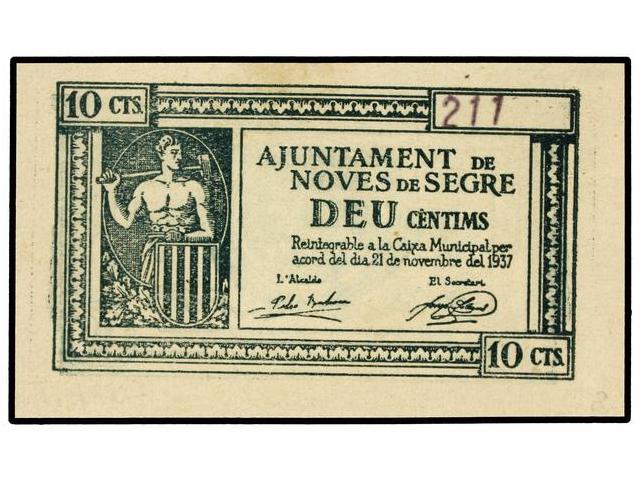 10 CTS.
211
AJUNTAMENT DE
NOVES DE SEGRE
DEU CÈNTIMS
Reintegrable a la Caixa Municipal per
acord del dia 21 de novembre del 1937
L'Alcalde El Secretari
10 CTS.